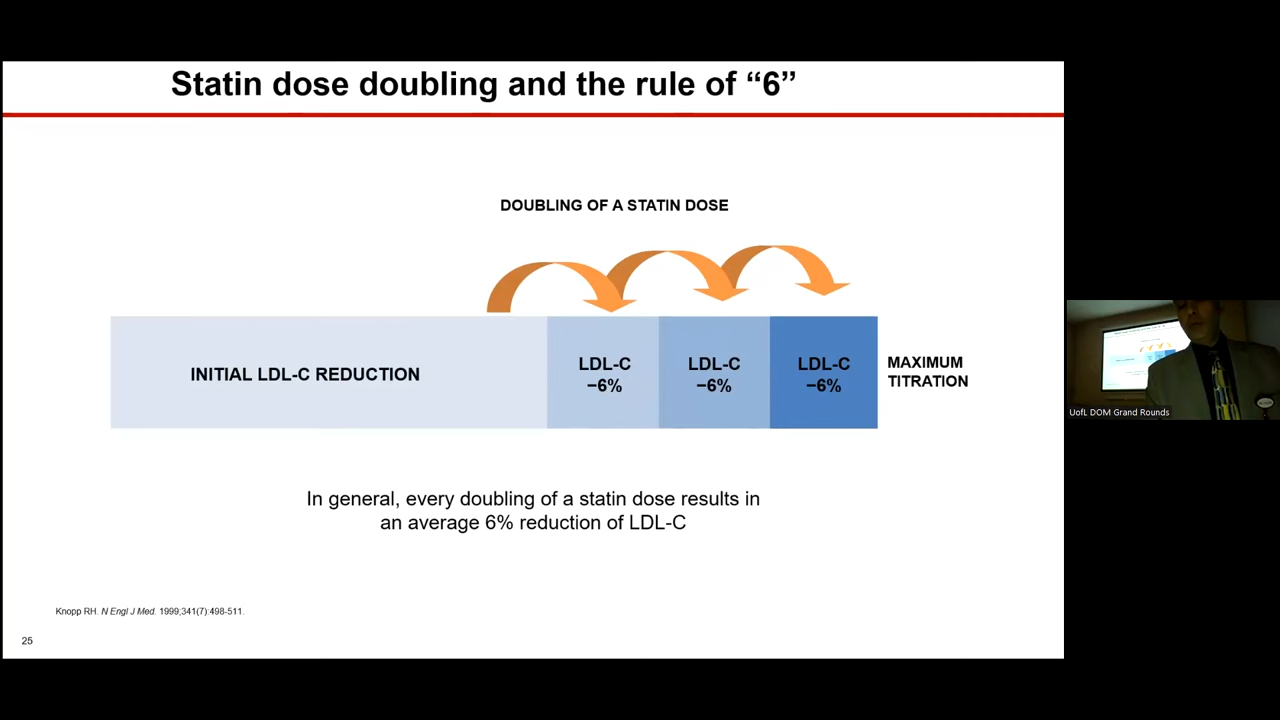 Statin dose doubling and the rule of “6”
DOUBLING OF A STATIN DOSE
INITIAL LDL-C REDUCTION
LDL-C
−6%
LDL-C
−6%
LDL-C
−6%
MAXIMUM
TITRATION
In general, every doubling of a statin dose results in
an average 6% reduction of LDL-C
Knopp RH. N Engl J Med. 1999;341(7):498-511.
25
UofL DOM Grand Rounds